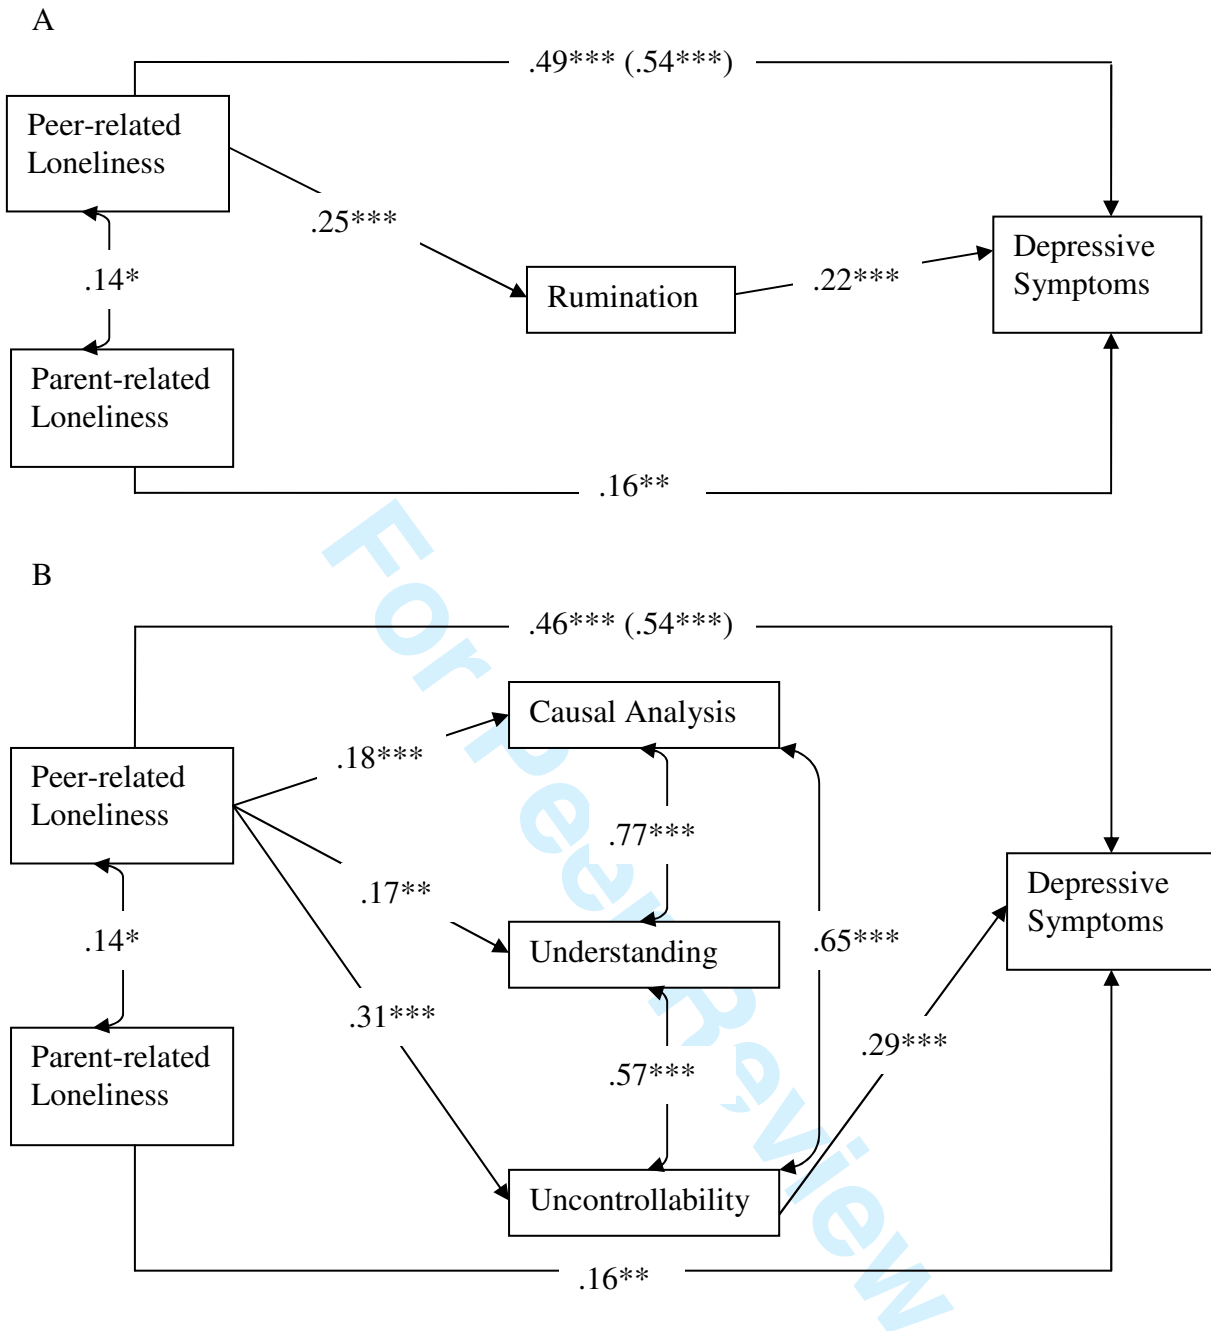 A
.49*** (.54***)
Peer-related
Loneliness
.25***
.14*
Rumination
.22***
Depressive
Symptoms
Parent-related
Loneliness
.16**
B
.46*** (.54***)
Causal Analysis
.18***
Peer-related
Loneliness
.77***
.17**
Depressive
Symptoms
.14*
Understanding
.65***
.31***
.29***
Parent-related
Loneliness
.57***
Uncontrollability
.16**
For Peer Review